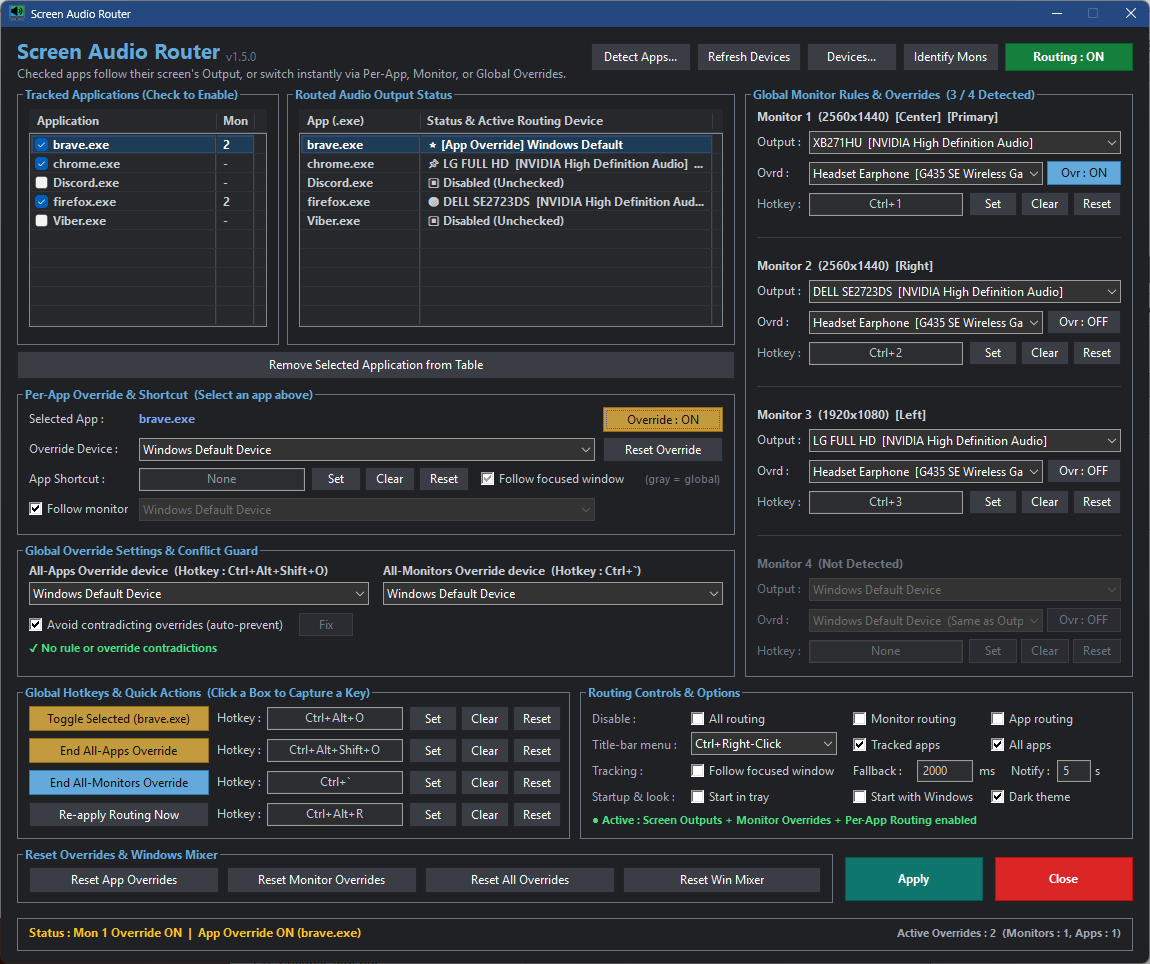 Screen Audio Router
Screen Audio Router v1.5.0
Checked apps follow their screen's Output, or switch instantly via Per-App, Monitor, or Global Overrides.
Detect Apps...
Refresh Devices
Devices...
Identify Mons
Routing : ON
Tracked Applications (Check to Enable)
Application Mon
brave.exe 2
chrome.exe -
Discord.exe -
firefox.exe 2
Viber.exe -
Routed Audio Output Status
App (.exe) Status & Active Routing Device
brave.exe ★ [App Override] Windows Default
chrome.exe LG FULL HD [NVIDIA High Definition Audio] ...
Discord.exe Disabled (Unchecked)
firefox.exe DELL SE2723DS [NVIDIA High Definition Aud...
Viber.exe Disabled (Unchecked)
Remove Selected Application from Table
Per-App Override & Shortcut (Select an app above)
Selected App : brave.exe Override : ON
Override Device : Windows Default Device Reset Override
App Shortcut : None Set Clear Reset Follow focused window (gray = global)
Follow monitor Windows Default Device
Global Override Settings & Conflict Guard
All-Apps Override device (Hotkey : Ctrl+Alt+Shift+O) All-Monitors Override device (Hotkey : Ctrl+`)
Windows Default Device Windows Default Device
Avoid contradicting overrides (auto-prevent) Fix
✓ No rule or override contradictions
Global Monitor Rules & Overrides (3 / 4 Detected)
Monitor 1 (2560x1440) [Center] [Primary]
Output : XB271HU [NVIDIA High Definition Audio]
Ovrd : Headset Earphone [G435 SE Wireless Ga Ovr : ON
Hotkey : Ctrl+1 Set Clear Reset
Monitor 2 (2560x1440) [Right]
Output : DELL SE2723DS [NVIDIA High Definition Audio]
Ovrd : Headset Earphone [G435 SE Wireless Ga Ovr : OFF
Hotkey : Ctrl+2 Set Clear Reset
Monitor 3 (1920x1080) [Left]
Output : LG FULL HD [NVIDIA High Definition Audio]
Ovrd : Headset Earphone [G435 SE Wireless Ga Ovr : OFF
Hotkey : Ctrl+3 Set Clear Reset
Monitor 4 (Not Detected)
Output : Windows Default Device
Ovrd : Windows Default Device (Same as Outp Ovr : OFF
Hotkey : None Set Clear Reset
Global Hotkeys & Quick Actions (Click a Box to Capture a Key)
Toggle Selected (brave.exe) Hotkey : Ctrl+Alt+O Set Clear Reset
End All-Apps Override Hotkey : Ctrl+Alt+Shift+O Set Clear Reset
End All-Monitors Override Hotkey : Ctrl+` Set Clear Reset
Re-apply Routing Now Hotkey : Ctrl+Alt+R Set Clear Reset
Routing Controls & Options
Disable : All routing Monitor routing App routing
Title-bar menu : Ctrl+Right-Click Tracked apps All apps
Tracking : Follow focused window Fallback : 2000 ms Notify : 5 s
Startup & look : Start in tray Start with Windows Dark theme
● Active : Screen Outputs + Monitor Overrides + Per-App Routing enabled
Reset Overrides & Windows Mixer
Reset App Overrides Reset Monitor Overrides Reset All Overrides Reset Win Mixer
Apply
Close
Status : Mon 1 Override ON | App Override ON (brave.exe)
Active Overrides : 2 (Monitors : 1, Apps : 1)